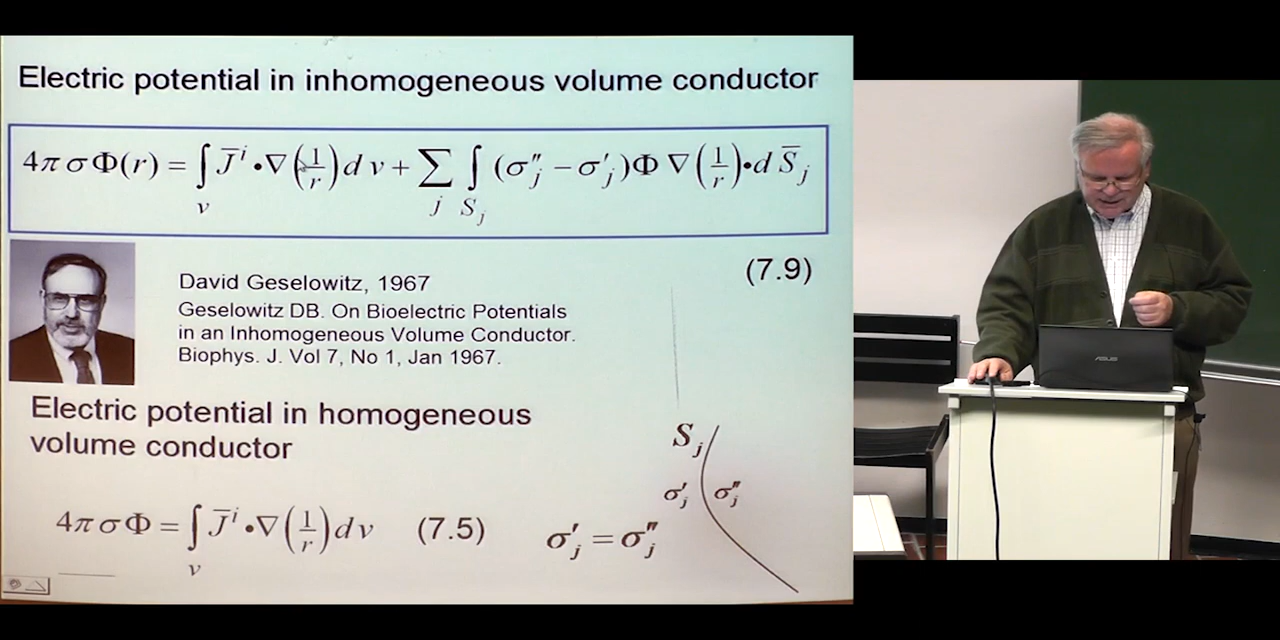 Electric potential in inhomogeneous volume conductor
4πσΦ(r) = ∫_v J̅ⁱ • ∇(1/r) dv + ∑_j ∫_{S_j} (σ″_j − σ′_j)Φ ∇(1/r) • dS̅_j
(7.9)
David Geselowitz, 1967
Geselowitz DB. On Bioelectric Potentials
in an Inhomogeneous Volume Conductor.
Biophys. J. Vol 7, No 1, Jan 1967.
Electric potential in homogeneous
volume conductor
4πσΦ = ∫_v J̅ⁱ • ∇(1/r) dv (7.5)
σ′_j = σ″_j
S_j
σ′_j σ″_j
ASUS